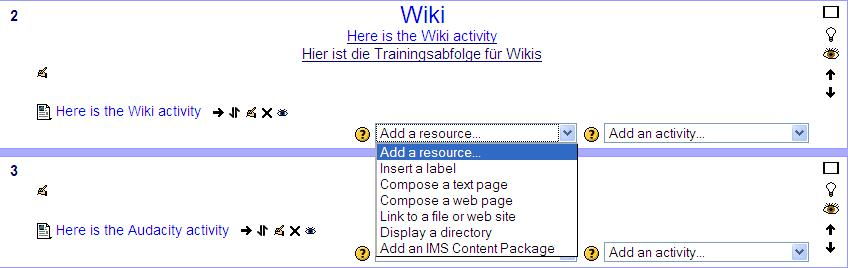 2
Wiki
Here is the Wiki activity
Hier ist die Trainingsabfolge für Wikis
Here is the Wiki activity
? Add a resource... ? Add an activity...
Add a resource...
Insert a label
Compose a text page
Compose a web page
Link to a file or web site
Display a directory
Add an IMS Content Package
3
Here is the Audacity activity
? ? Add an activity...